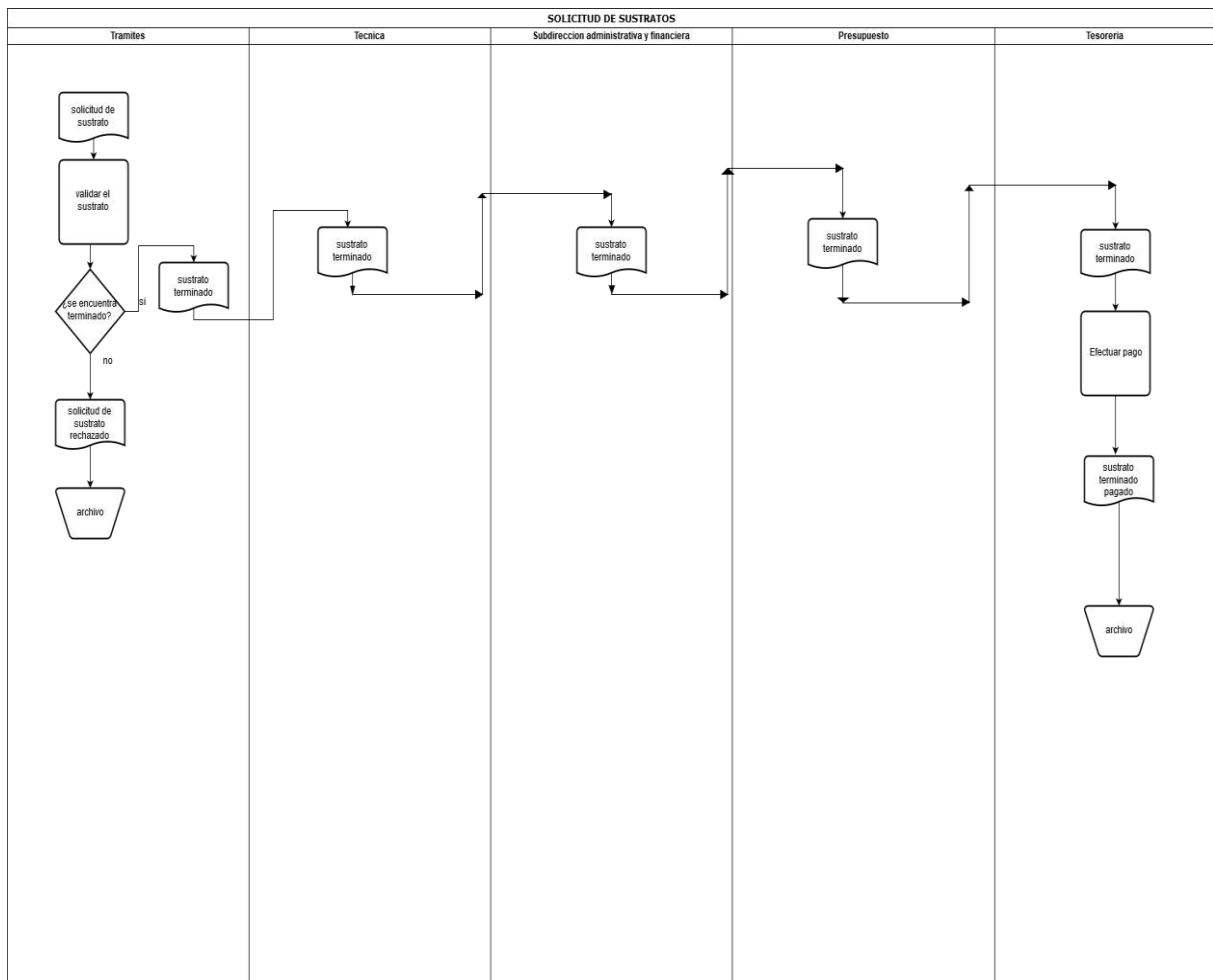 SOLICITUD DE SUSTRATOS
Tramites
Tecnica
Subdireccion administrativa y financiera
Presupuesto
Tesoreria
solicitud de
sustrato
validar el
sustrato
¿se encuentra
terminado?
si
sustrato
terminado
no
solicitud de
sustrato
rechazado
archivo
sustrato
terminado
sustrato
terminado
sustrato
terminado
sustrato
terminado
Efectuar pago
sustrato
terminado
pagado
archivo